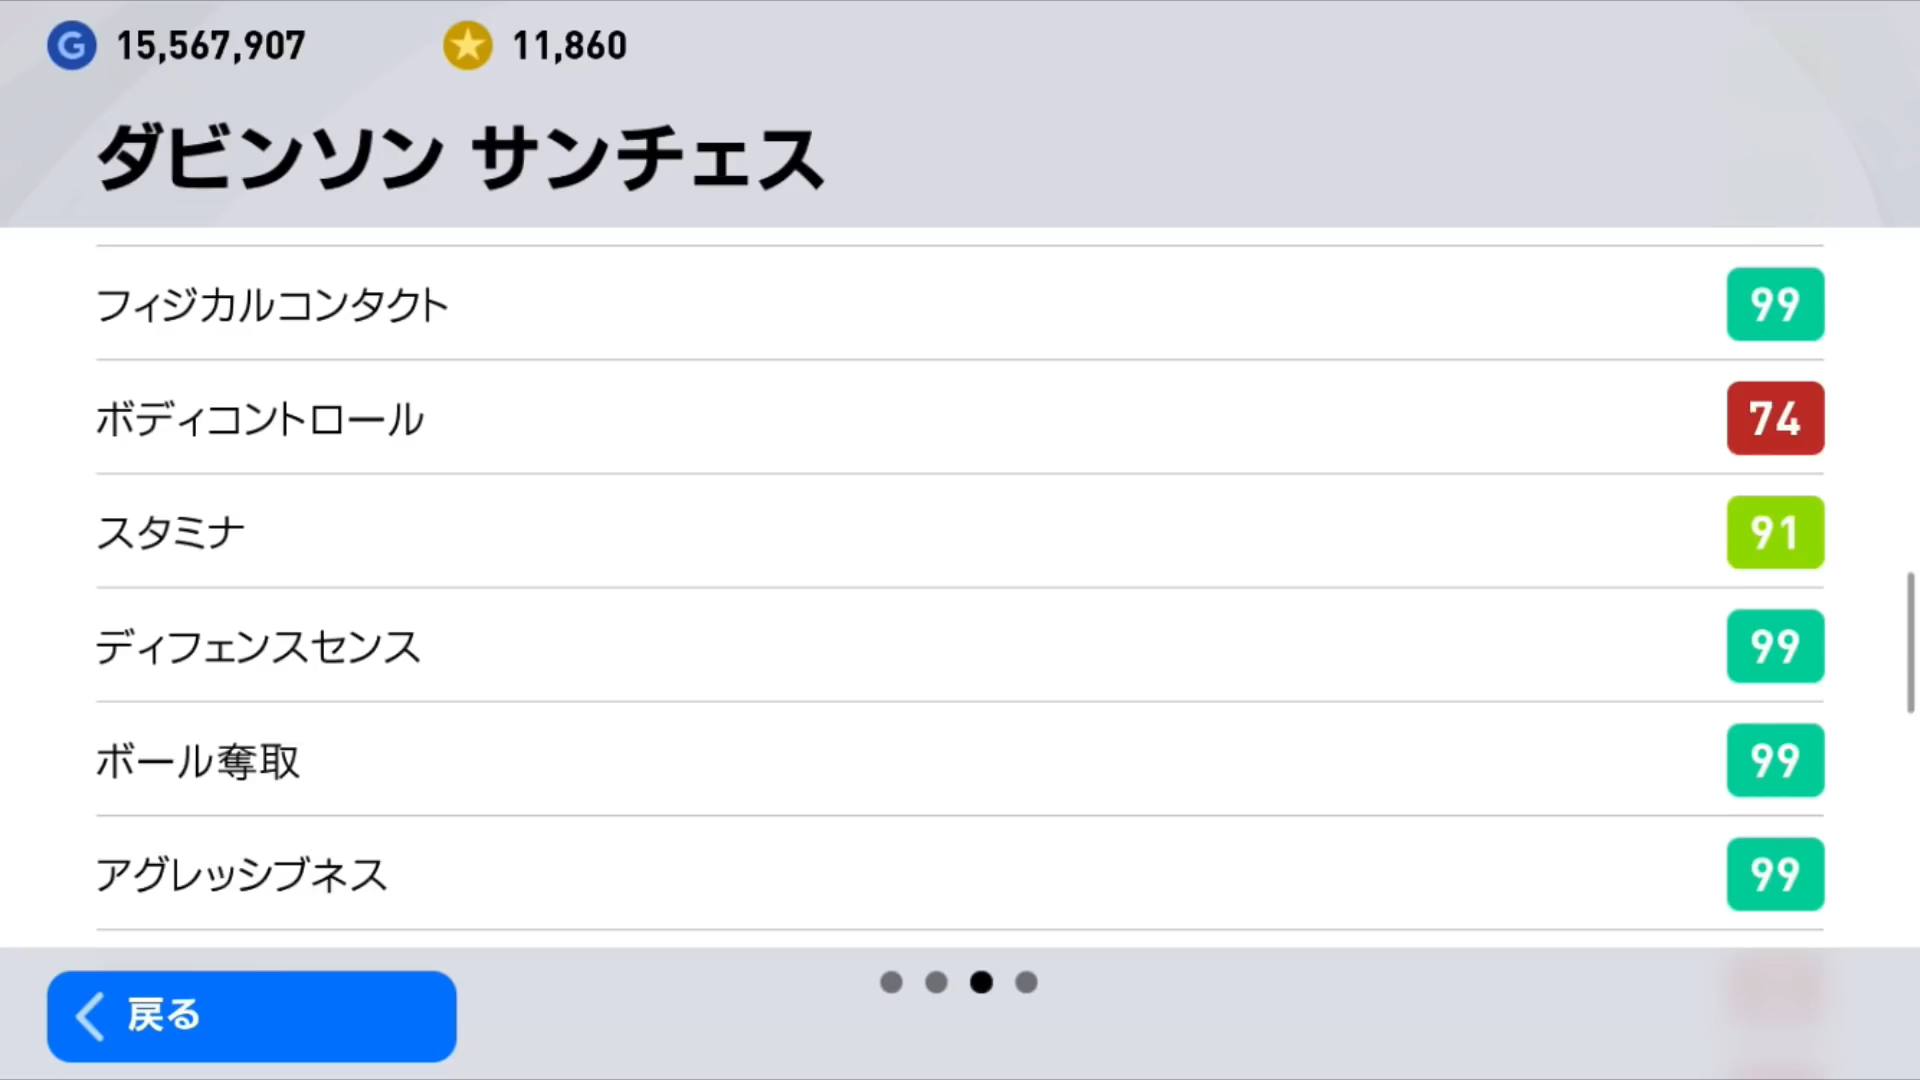 G 15,567,907 11,860
ダビンソン サンチェス
フィジカルコンタクト 99
ボディコントロール 74
スタミナ 91
ディフェンスセンス 99
ボール奪取 99
アグレッシブネス 99
戻る